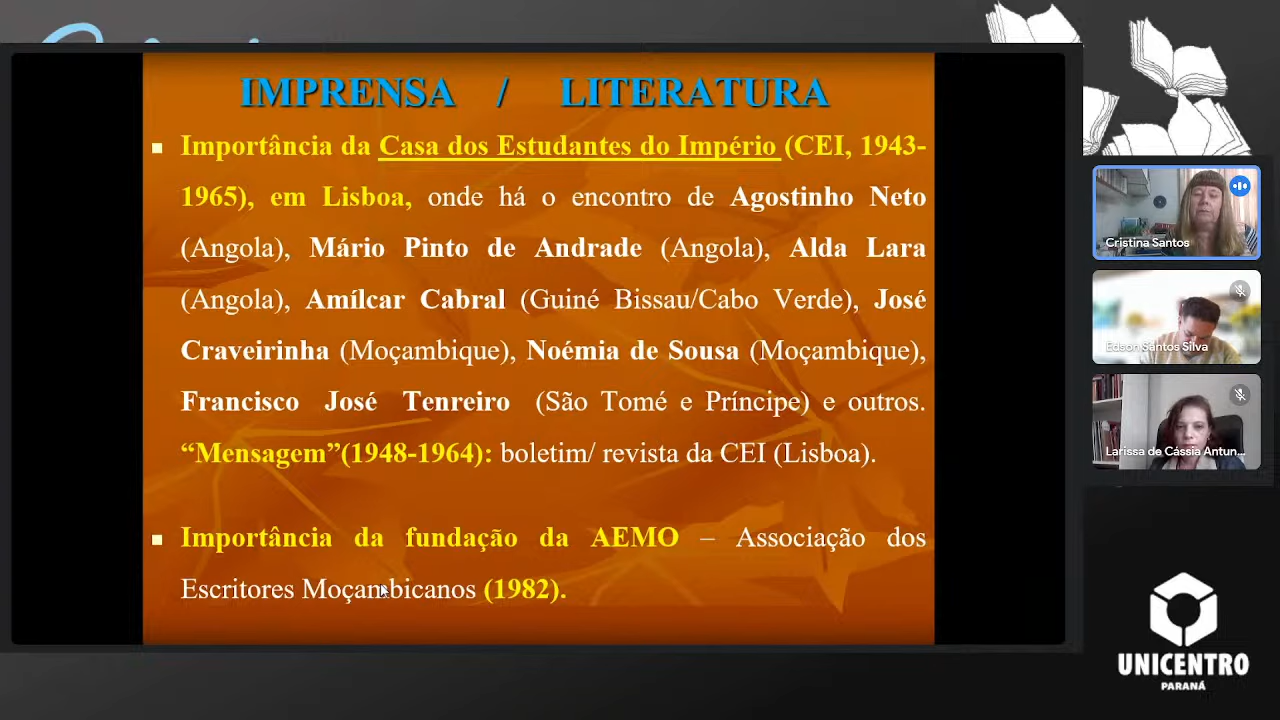 IMPRENSA / LITERATURA
Importância da Casa dos Estudantes do Império (CEI, 1943-
1965), em Lisboa, onde há o encontro de Agostinho Neto
(Angola), Mário Pinto de Andrade (Angola), Alda Lara
(Angola), Amílcar Cabral (Guiné Bissau/Cabo Verde), José
Craveirinha (Moçambique), Noémia de Sousa (Moçambique),
Francisco José Tenreiro (São Tomé e Príncipe) e outros.
“Mensagem”(1948-1964): boletim/ revista da CEI (Lisboa).
Importância da fundação da AEMO – Associação dos
Escritores Moçambicanos (1982).
Cristina Santos
Edson Santos Silva
Larissa de Cássia Antun...
UNICENTRO
PARANÁ